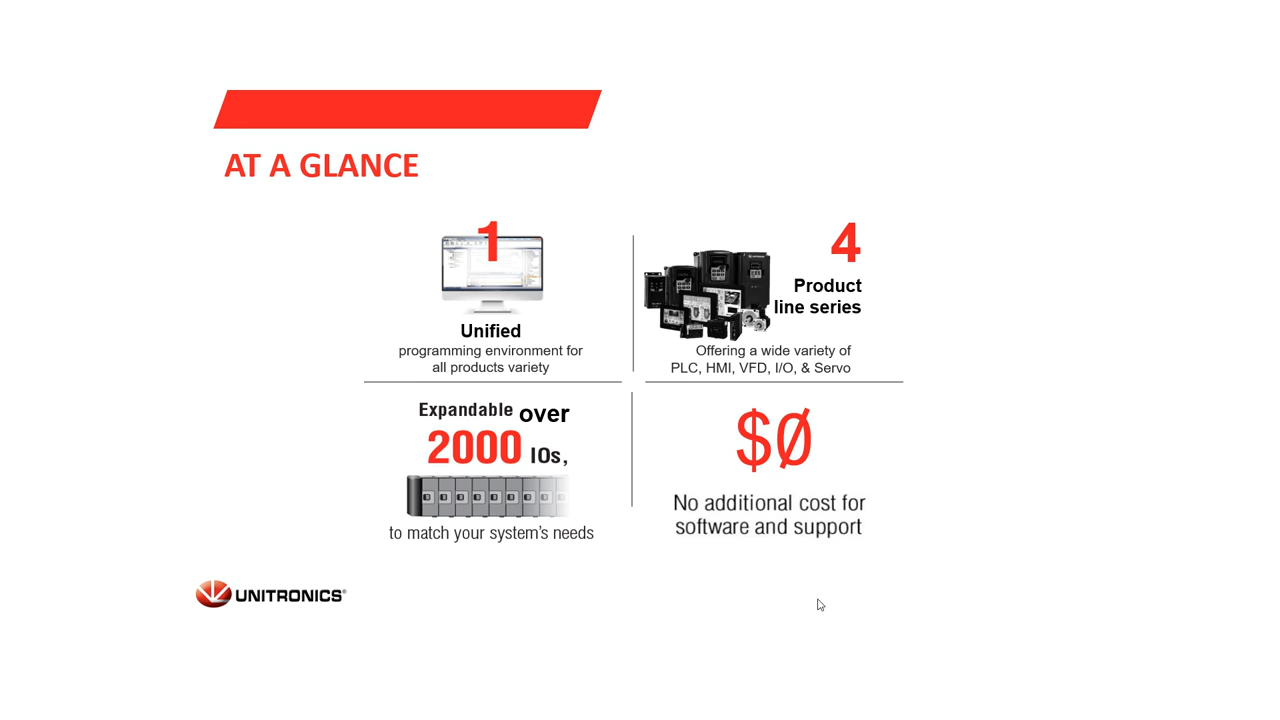 AT A GLANCE
1
Unified
programming environment for
all products variety
4
Product
line series
Offering a wide variety of
PLC, HMI, VFD, I/O, & Servo
Expandable over
2000 IOs,
to match your system's needs
$0
No additional cost for
software and support
UNITRONICS®